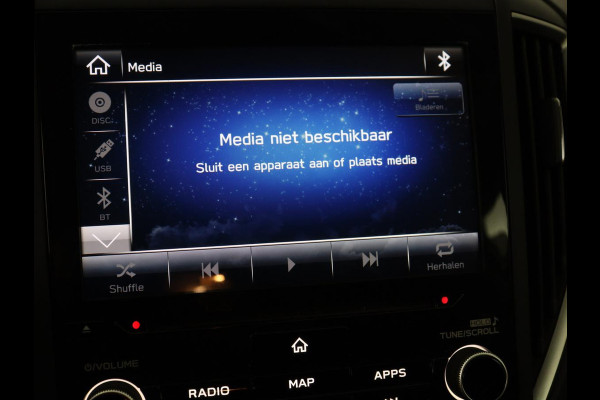 Media
DISC
Bladeren
Media niet beschikbaar
USB
Sluit een apparaat aan of plaats media
BT
Shuffle
Herhalen
HOLD
TUNE/SCROLL
/VOLUME
RADIO
MAP
APPS